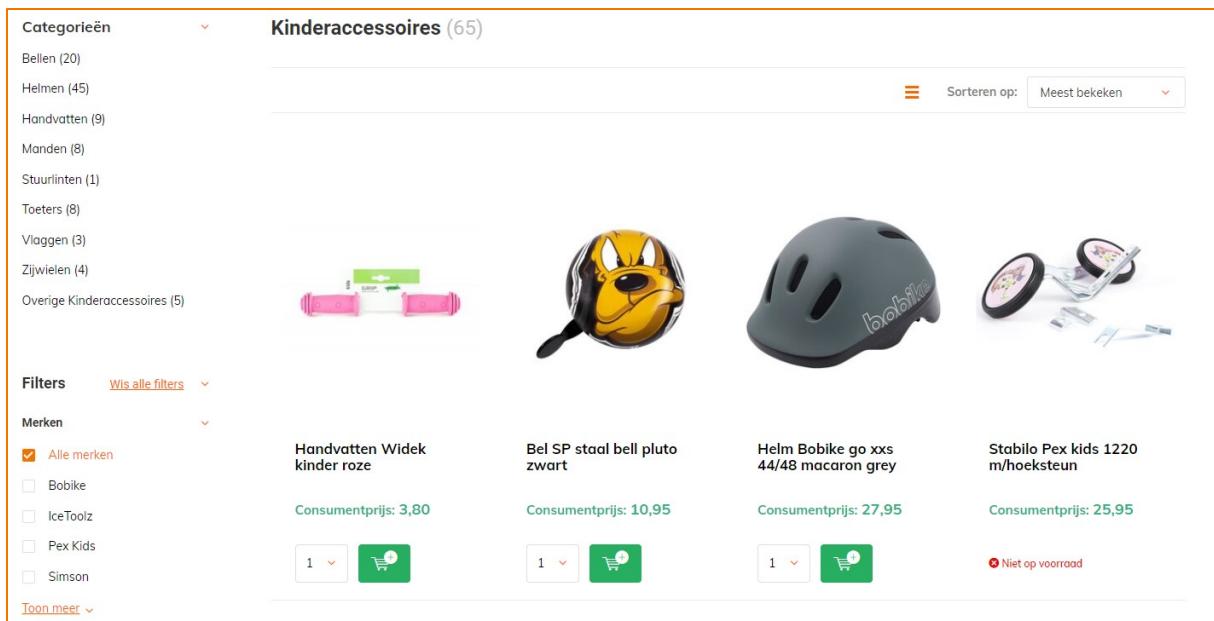 Categorieën
Bellen (20)
Helmen (45)
Handvatten (9)
Manden (8)
Stuurlinten (1)
Toeters (8)
Vlaggen (3)
Zijwielen (4)
Overige Kinderaccessoires (5)
Filters Wis alle filters
Merken
Alle merken
Bobike
IceToolz
Pex Kids
Simson
Toon meer
Kinderaccessoires (65)
Sorteren op: Meest bekeken
bobike
Handvatten Widek
kinder roze
Consumentprijs: 3,80
1
Bel SP staal bell pluto
zwart
Consumentprijs: 10,95
1
Helm Bobike go xxs
44/48 macaron grey
Consumentprijs: 27,95
1
Stabilo Pex kids 1220
m/hoeksteun
Consumentprijs: 25,95
Niet op voorraad